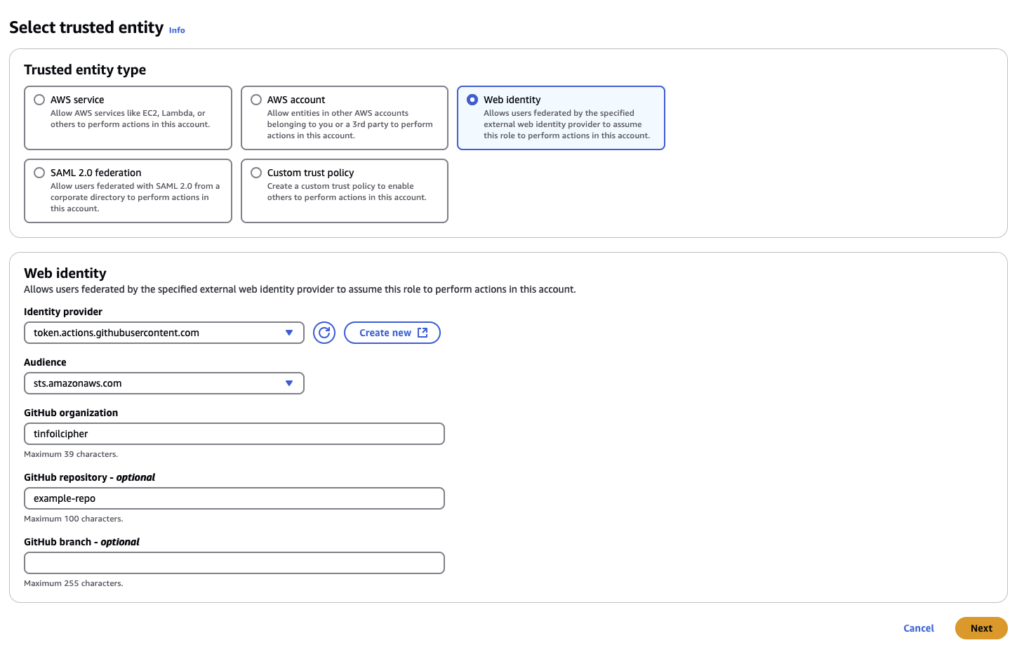 Select trusted entity Info
Trusted entity type
AWS service
Allow AWS services like EC2, Lambda, or
others to perform actions in this account.
AWS account
Allow entities in other AWS accounts
belonging to you or a 3rd party to perform
actions in this account.
Web identity
Allows users federated by the specified
external web identity provider to assume
this role to perform actions in this account.
SAML 2.0 federation
Allow users federated with SAML 2.0 from a
corporate directory to perform actions in
this account.
Custom trust policy
Create a custom trust policy to enable
others to perform actions in this account.
Web identity
Allows users federated by the specified external web identity provider to assume this role to perform actions in this account.
Identity provider
token.actions.githubusercontent.com
Create new
Audience
sts.amazonaws.com
GitHub organization
tinfoilcipher
Maximum 39 characters.
GitHub repository - optional
example-repo
Maximum 100 characters.
GitHub branch - optional
Maximum 255 characters.
Cancel
Next